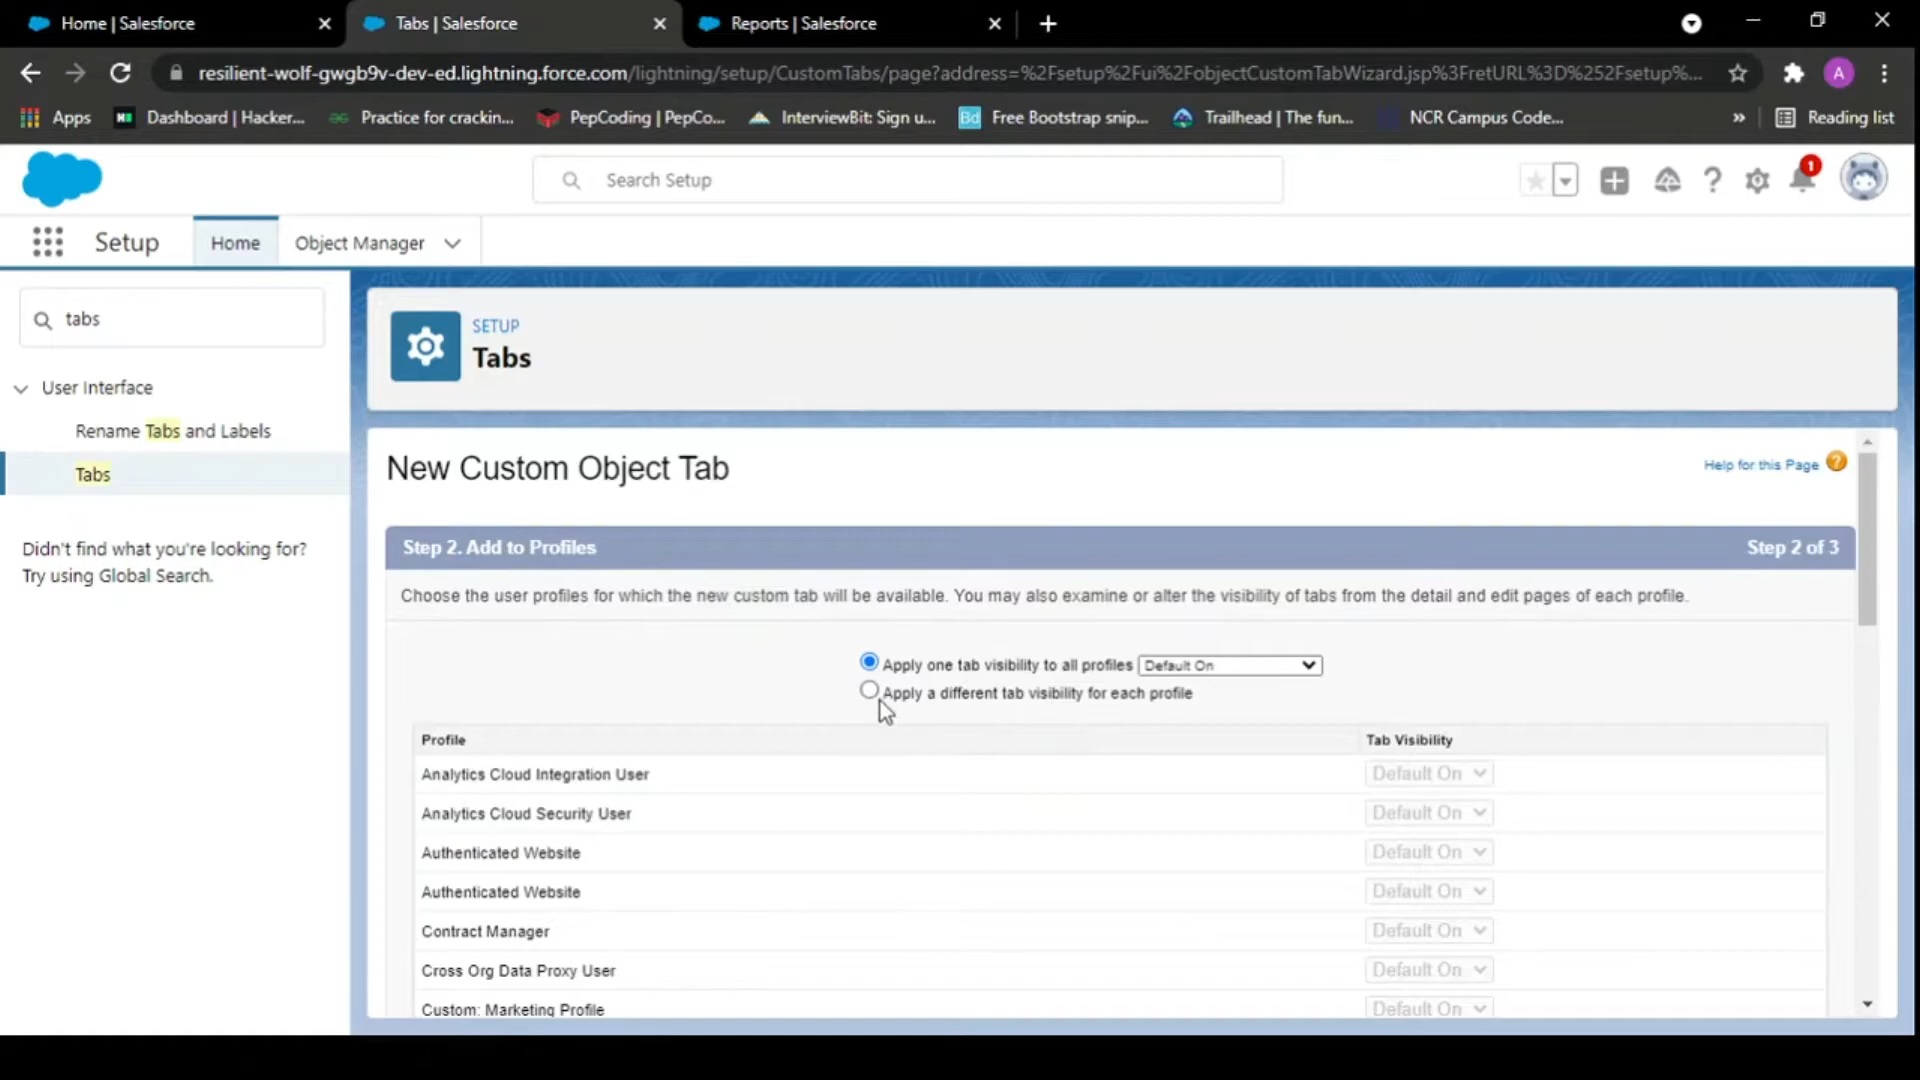 Home | Salesforce
Tabs | Salesforce
Reports | Salesforce
resilient-wolf-gwgb9v-dev-ed.lightning.force.com/lightning/setup/CustomTabs/page?address=%2Fsetup%2Fui%2FobjectCustomTabWizard.jsp%3FretURL%3D%252Fsetup%...
A
Apps
Dashboard | Hacker...
Practice for crackin...
PepCoding | PepCo...
InterviewBit: Sign u...
Bd
Free Bootstrap snip...
Trailhead | The fun...
NCR Campus Code...
»
Reading list
Search Setup
1
Setup
Home
Object Manager
tabs
User Interface
Rename Tabs and Labels
Tabs
Didn't find what you're looking for?
Try using Global Search.
SETUP
Tabs
New Custom Object Tab
Help for this Page
Step 2. Add to Profiles
Step 2 of 3
Choose the user profiles for which the new custom tab will be available. You may also examine or alter the visibility of tabs from the detail and edit pages of each profile.
Apply one tab visibility to all profiles Default On
Apply a different tab visibility for each profile
Profile Tab Visibility
Analytics Cloud Integration User Default On
Analytics Cloud Security User Default On
Authenticated Website Default On
Authenticated Website Default On
Contract Manager Default On
Cross Org Data Proxy User Default On
Custom: Marketing Profile Default On